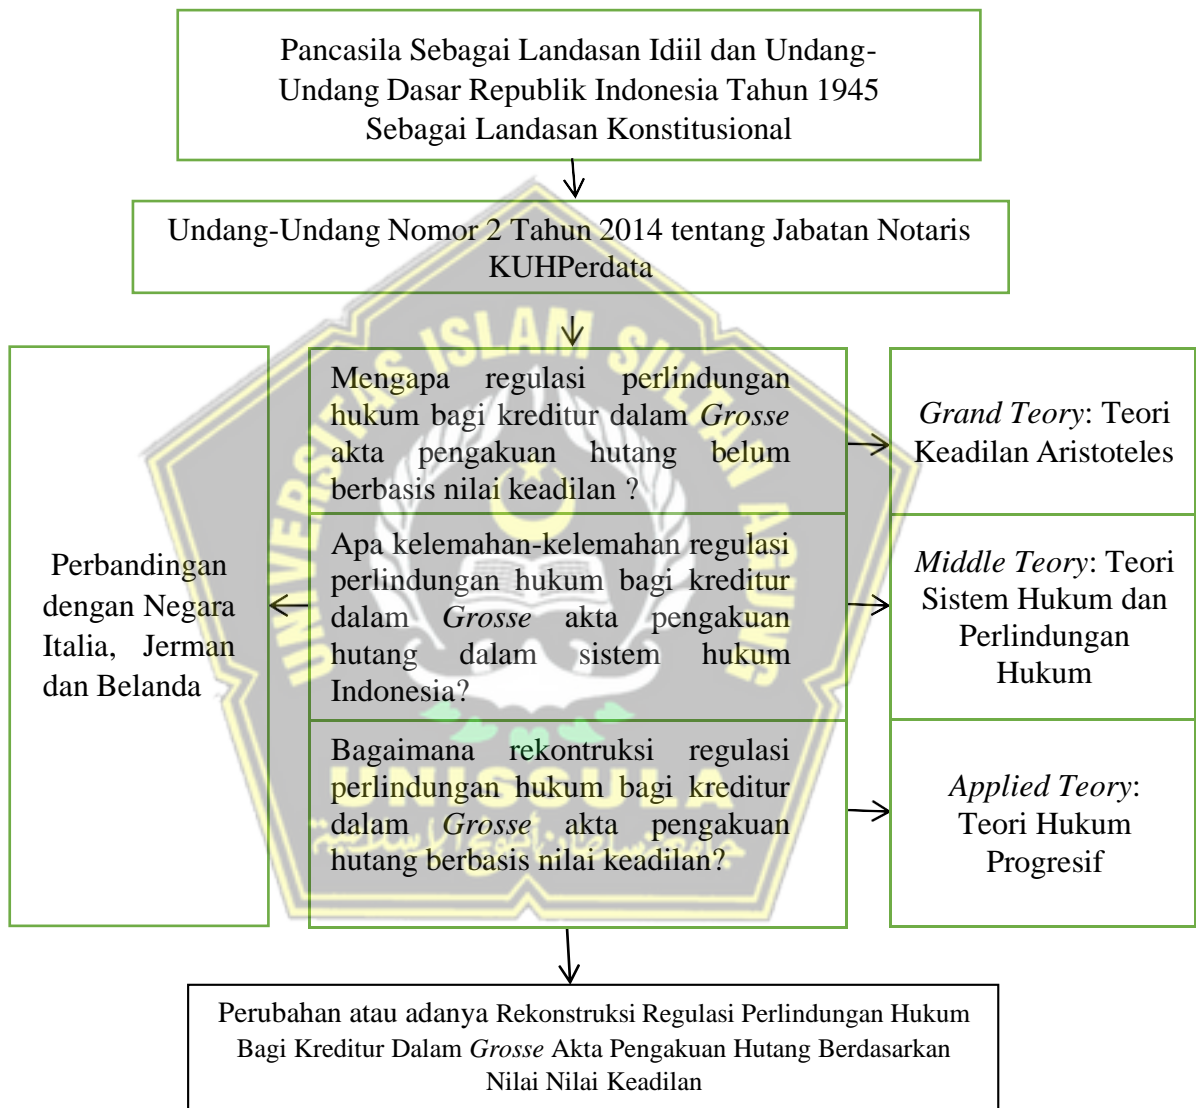 Pancasila Sebagai Landasan Idiil dan Undang-
Undang Dasar Republik Indonesia Tahun 1945
Sebagai Landasan Konstitusional
Undang-Undang Nomor 2 Tahun 2014 tentang Jabatan Notaris
KUHPerdata
Perbandingan
dengan Negara
Italia, Jerman
dan Belanda
Mengapa regulasi perlindungan
hukum bagi kreditur dalam Grosse
akta pengakuan hutang belum
berbasis nilai keadilan ?
Apa kelemahan-kelemahan regulasi
perlindungan hukum bagi kreditur
dalam Grosse akta pengakuan
hutang dalam sistem hukum
Indonesia?
Bagaimana rekontruksi regulasi
perlindungan hukum bagi kreditur
dalam Grosse akta pengakuan
hutang berbasis nilai keadilan?
Grand Teory: Teori
Keadilan Aristoteles
Middle Teory: Teori
Sistem Hukum dan
Perlindungan
Hukum
Applied Teory:
Teori Hukum
Progresif
Perubahan atau adanya Rekonstruksi Regulasi Perlindungan Hukum
Bagi Kreditur Dalam Grosse Akta Pengakuan Hutang Berdasarkan
Nilai Nilai Keadilan
UNIVERSITAS ISLAM SULTAN AGUNG
UNISSULA